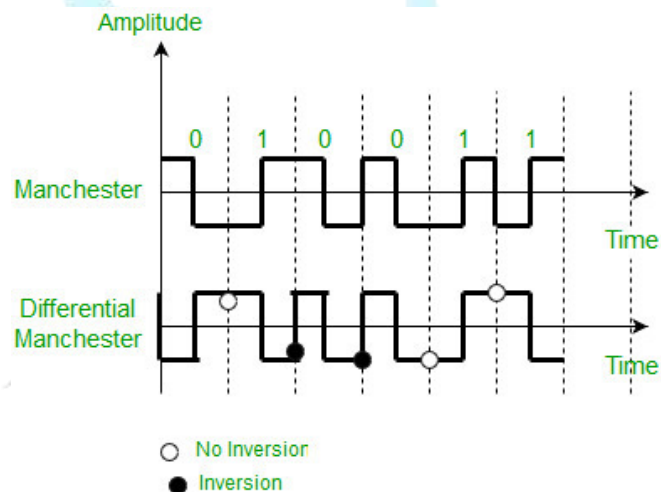 Amplitude
0 1 0 0 1 1
Manchester
Time
Differential
Manchester
Time
No Inversion
Inversion